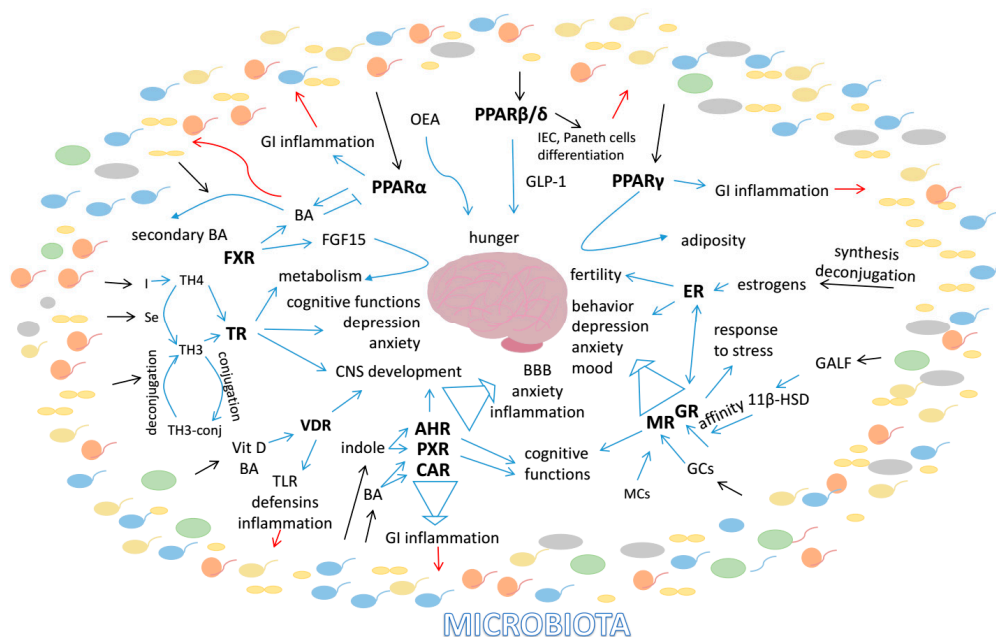 OEA
PPARβ/δ
GI inflammation
IEC, Paneth cells
differentiation
PPARα
GLP-1
PPARγ
GI inflammation
BA
secondary BA
FGF15
hunger
adiposity
FXR
synthesis
deconjugation
metabolism
fertility
I
TH4
ER
estrogens
cognitive functions
depression
anxiety
behavior
depression
anxiety
mood
Se
TR
response
to stress
TH3
deconjugation
conjugation
CNS development
BBB
anxiety
inflammation
GALF
11β-HSD
affinity
TH3-conj
VDR
AHR
PXR
CAR
MR
GR
Vit D
BA
indole
cognitive
functions
GCs
TLR
defensins
inflammation
BA
MCs
GI inflammation
MICROBIOTA